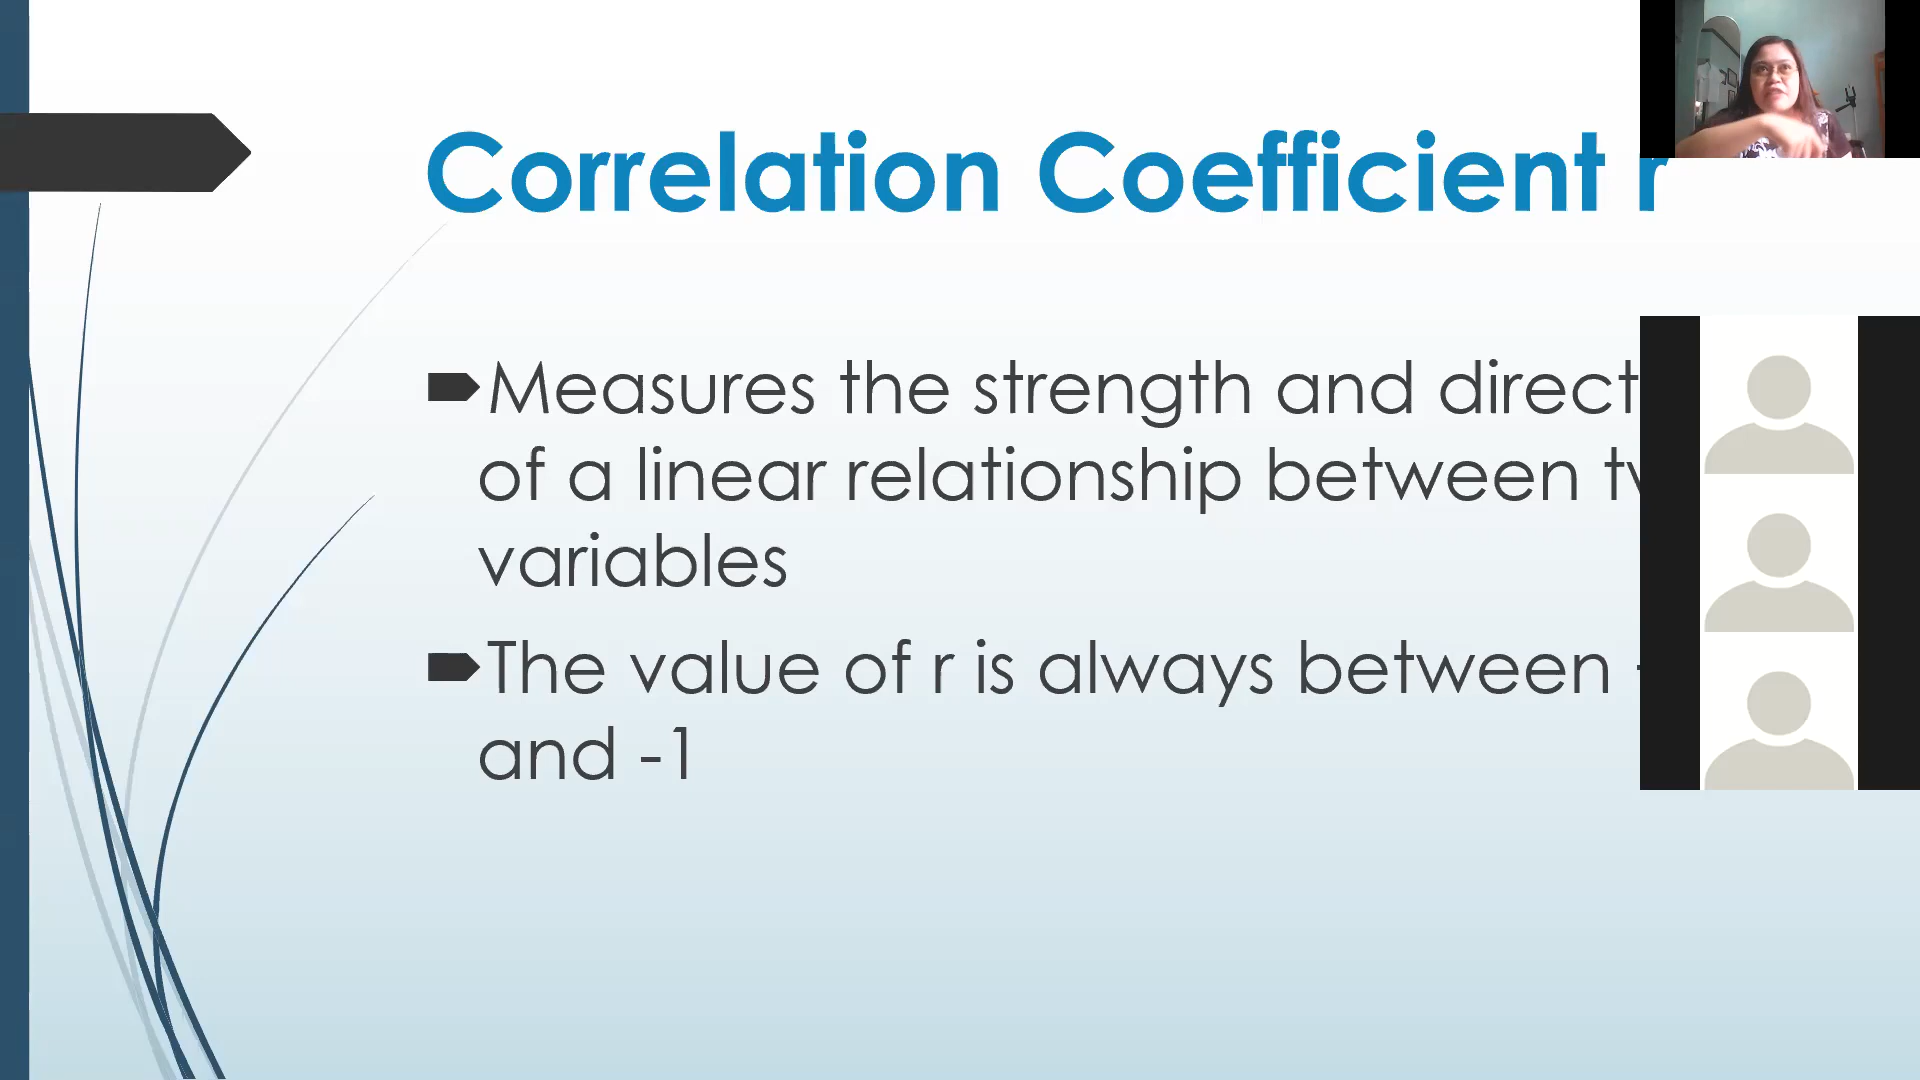 Correlation Coefficient r
Measures the strength and direct
of a linear relationship between
variables
The value of r is always between
and -1